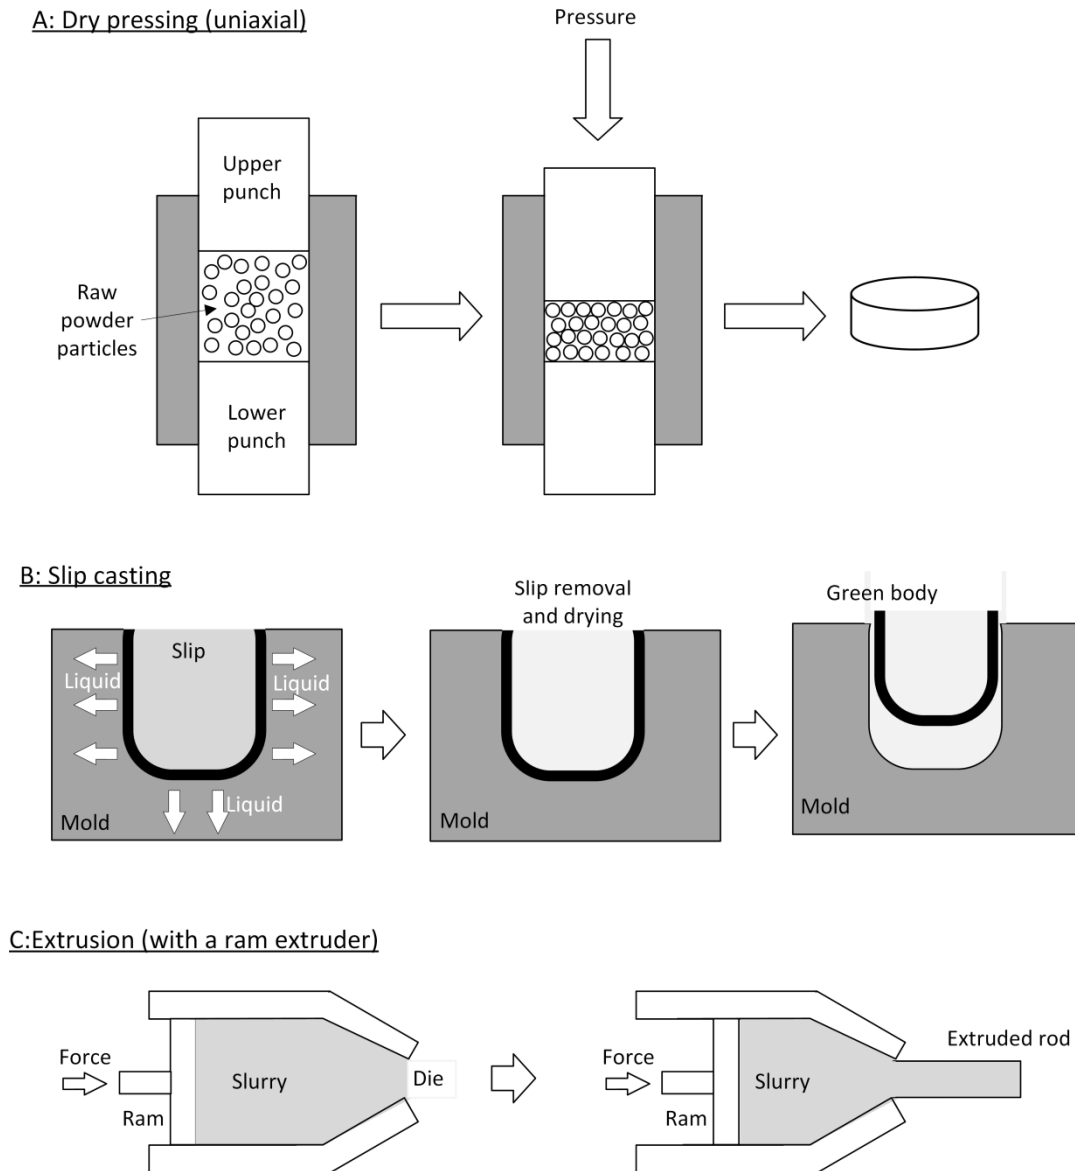 A: Dry pressing (uniaxial)
Pressure
Upper
punch
Raw
powder
particles
Lower
punch
B: Slip casting
Slip
Liquid
Liquid
Liquid
Mold
Slip removal
and drying
Mold
Green body
Mold
C:Extrusion (with a ram extruder)
Force
Ram
Slurry
Die
Force
Ram
Slurry
Extruded rod